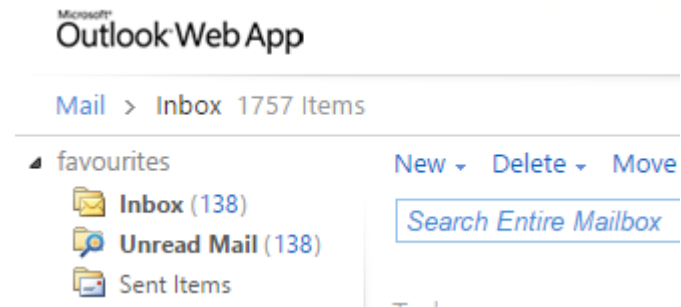 Microsoft®
Outlook Web App
Mail > Inbox 1757 Items
favourites
New Delete Move
Inbox (138)
Search Entire Mailbox
Unread Mail (138)
Sent Items